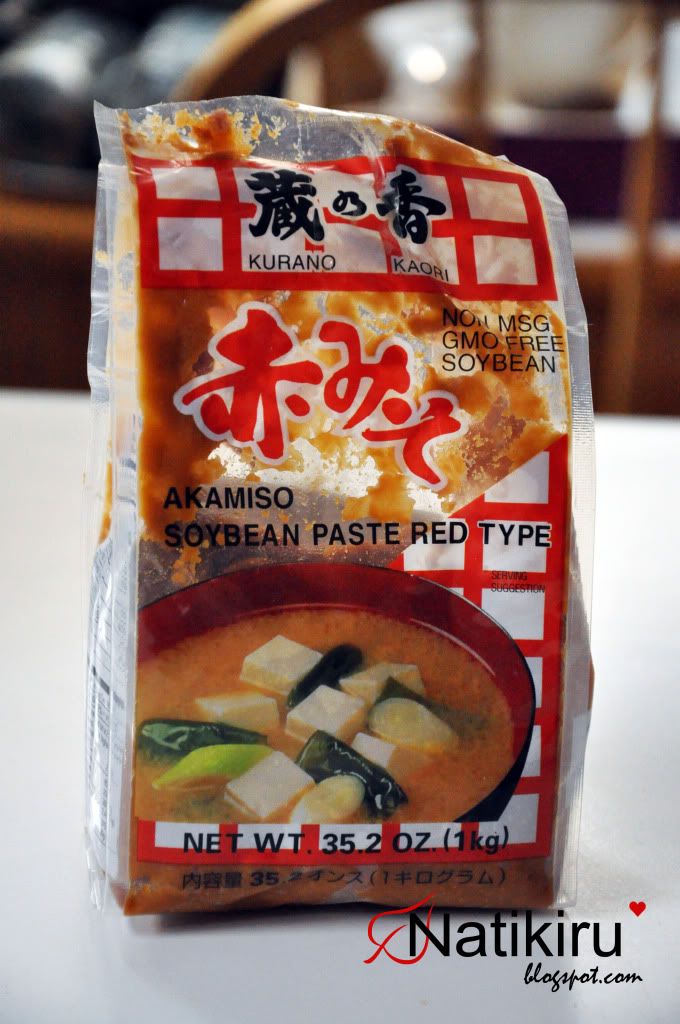 蔵の香
KURANO KAORI
NON MSG
GMO FREE
SOYBEAN
赤みそ
AKAMISO
SOYBEAN PASTE RED TYPE
SERVING
SUGGESTION
NET WT. 35.2 OZ. (1kg)
内容量 35.2オンス(1キログラム)
Natikiru
blogspot.com